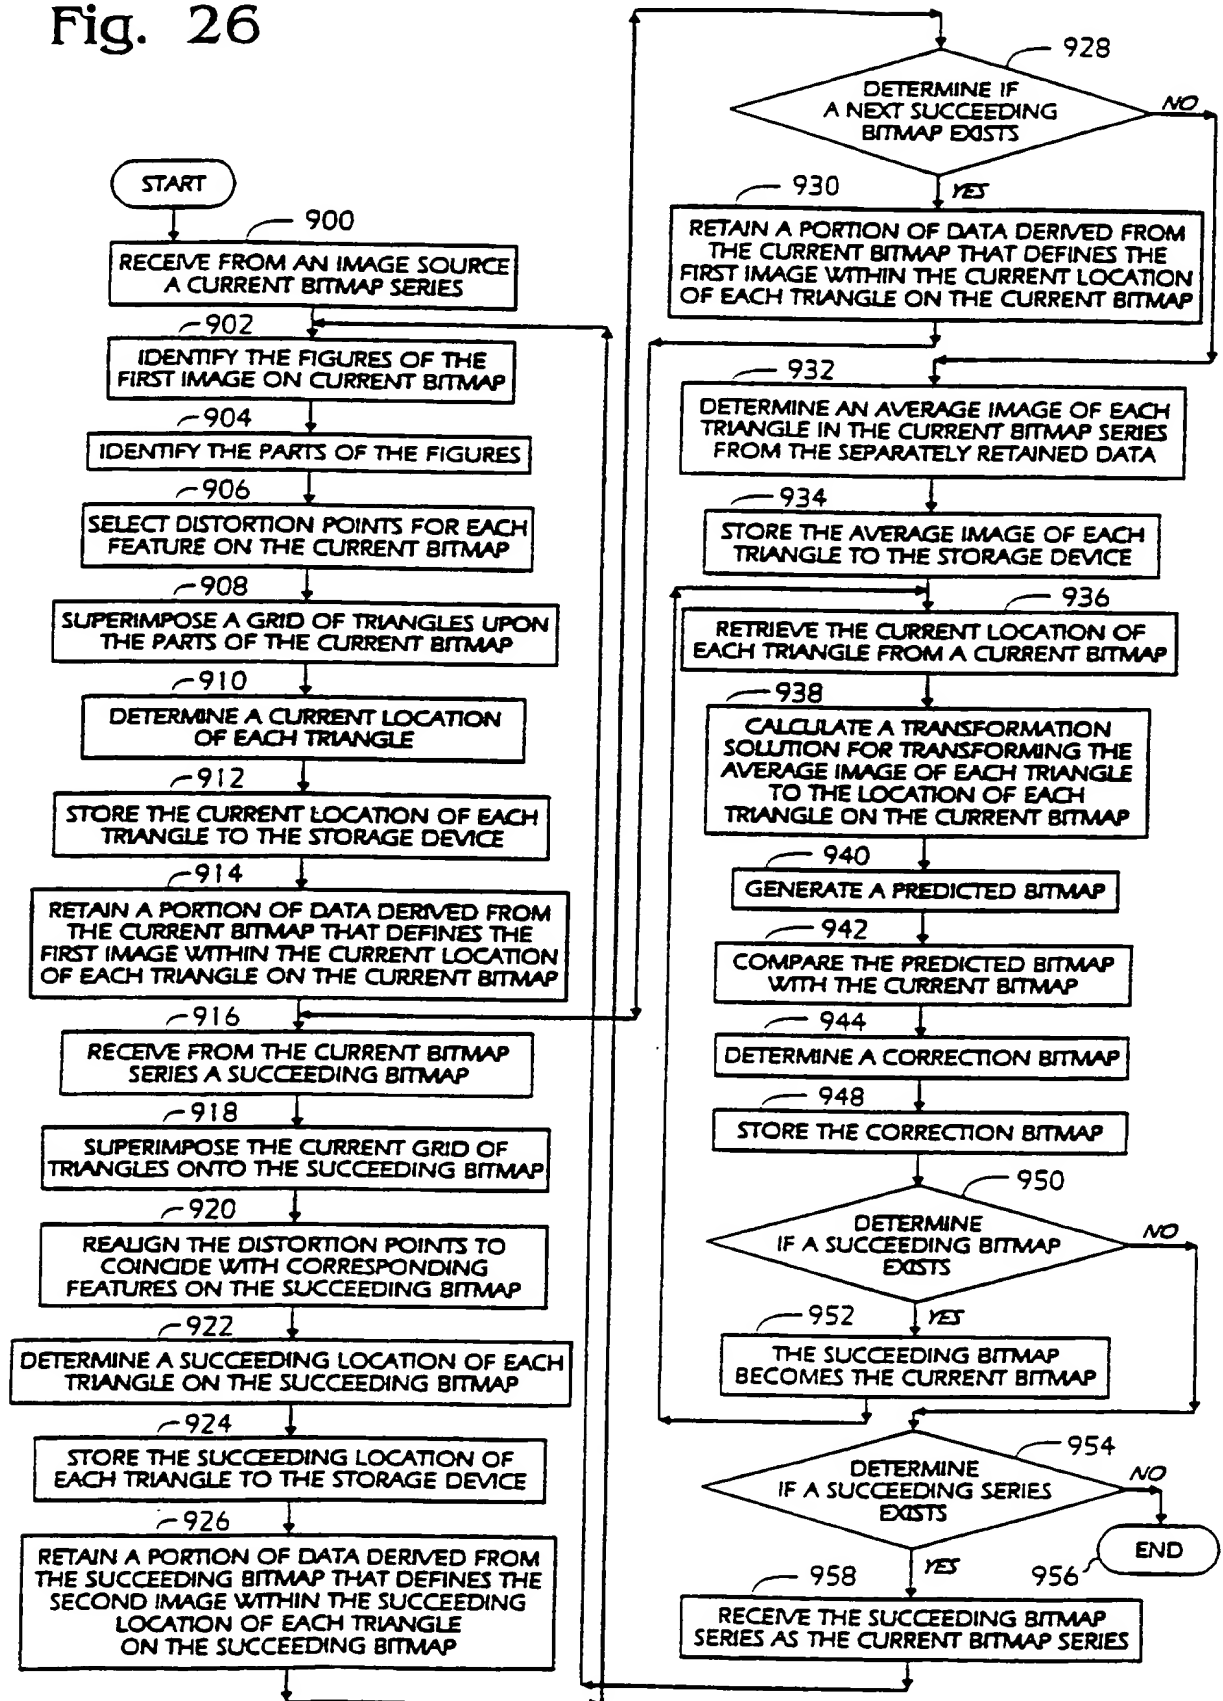 Fig. 26
START
900
RECEIVE FROM AN IMAGE SOURCE
A CURRENT BITMAP SERIES
902
IDENTIFY THE FIGURES OF THE
FIRST IMAGE ON CURRENT BITMAP
904
IDENTIFY THE PARTS OF THE FIGURES
906
SELECT DISTORTION POINTS FOR EACH
FEATURE ON THE CURRENT BITMAP
908
SUPERIMPOSE A GRID OF TRIANGLES UPON
THE PARTS OF THE CURRENT BITMAP
910
DETERMINE A CURRENT LOCATION
OF EACH TRIANGLE
912
STORE THE CURRENT LOCATION OF EACH
TRIANGLE TO THE STORAGE DEVICE
914
RETAIN A PORTION OF DATA DERIVED FROM
THE CURRENT BITMAP THAT DEFINES THE
FIRST IMAGE WITHIN THE CURRENT LOCATION
OF EACH TRIANGLE ON THE CURRENT BITMAP
916
RECEIVE FROM THE CURRENT BITMAP
SERIES A SUCCEEDING BITMAP
918
SUPERIMPOSE THE CURRENT GRID OF
TRIANGLES ONTO THE SUCCEEDING BITMAP
920
REALIGN THE DISTORTION POINTS TO
COINCIDE WITH CORRESPONDING
FEATURES ON THE SUCCEEDING BITMAP
922
DETERMINE A SUCCEEDING LOCATION OF EACH
TRIANGLE ON THE SUCCEEDING BITMAP
924
STORE THE SUCCEEDING LOCATION OF
EACH TRIANGLE TO THE STORAGE DEVICE
926
RETAIN A PORTION OF DATA DERIVED FROM
THE SUCCEEDING BITMAP THAT DEFINES THE
SECOND IMAGE WITHIN THE SUCCEEDING
LOCATION OF EACH TRIANGLE
ON THE SUCCEEDING BITMAP
928
DETERMINE IF
A NEXT SUCCEEDING
BITMAP EXISTS
NO
YES
930
RETAIN A PORTION OF DATA DERIVED FROM
THE CURRENT BITMAP THAT DEFINES THE
FIRST IMAGE WITHIN THE CURRENT LOCATION
OF EACH TRIANGLE ON THE CURRENT BITMAP
932
DETERMINE AN AVERAGE IMAGE OF EACH
TRIANGLE IN THE CURRENT BITMAP SERIES
FROM THE SEPARATELY RETAINED DATA
934
STORE THE AVERAGE IMAGE OF EACH
TRIANGLE TO THE STORAGE DEVICE
936
RETRIEVE THE CURRENT LOCATION OF
EACH TRIANGLE FROM A CURRENT BITMAP
938
CALCULATE A TRANSFORMATION
SOLUTION FOR TRANSFORMING THE
AVERAGE IMAGE OF EACH TRIANGLE
TO THE LOCATION OF EACH
TRIANGLE ON THE CURRENT BITMAP
940
GENERATE A PREDICTED BITMAP
942
COMPARE THE PREDICTED BITMAP
WITH THE CURRENT BITMAP
944
DETERMINE A CORRECTION BITMAP
948
STORE THE CORRECTION BITMAP
950
DETERMINE
IF A SUCCEEDING BITMAP
EXISTS
NO
YES
952
THE SUCCEEDING BITMAP
BECOMES THE CURRENT BITMAP
954
DETERMINE
IF A SUCCEEDING SERIES
EXISTS
NO
END
956
YES
958
RECEIVE THE SUCCEEDING BITMAP
SERIES AS THE CURRENT BITMAP SERIES